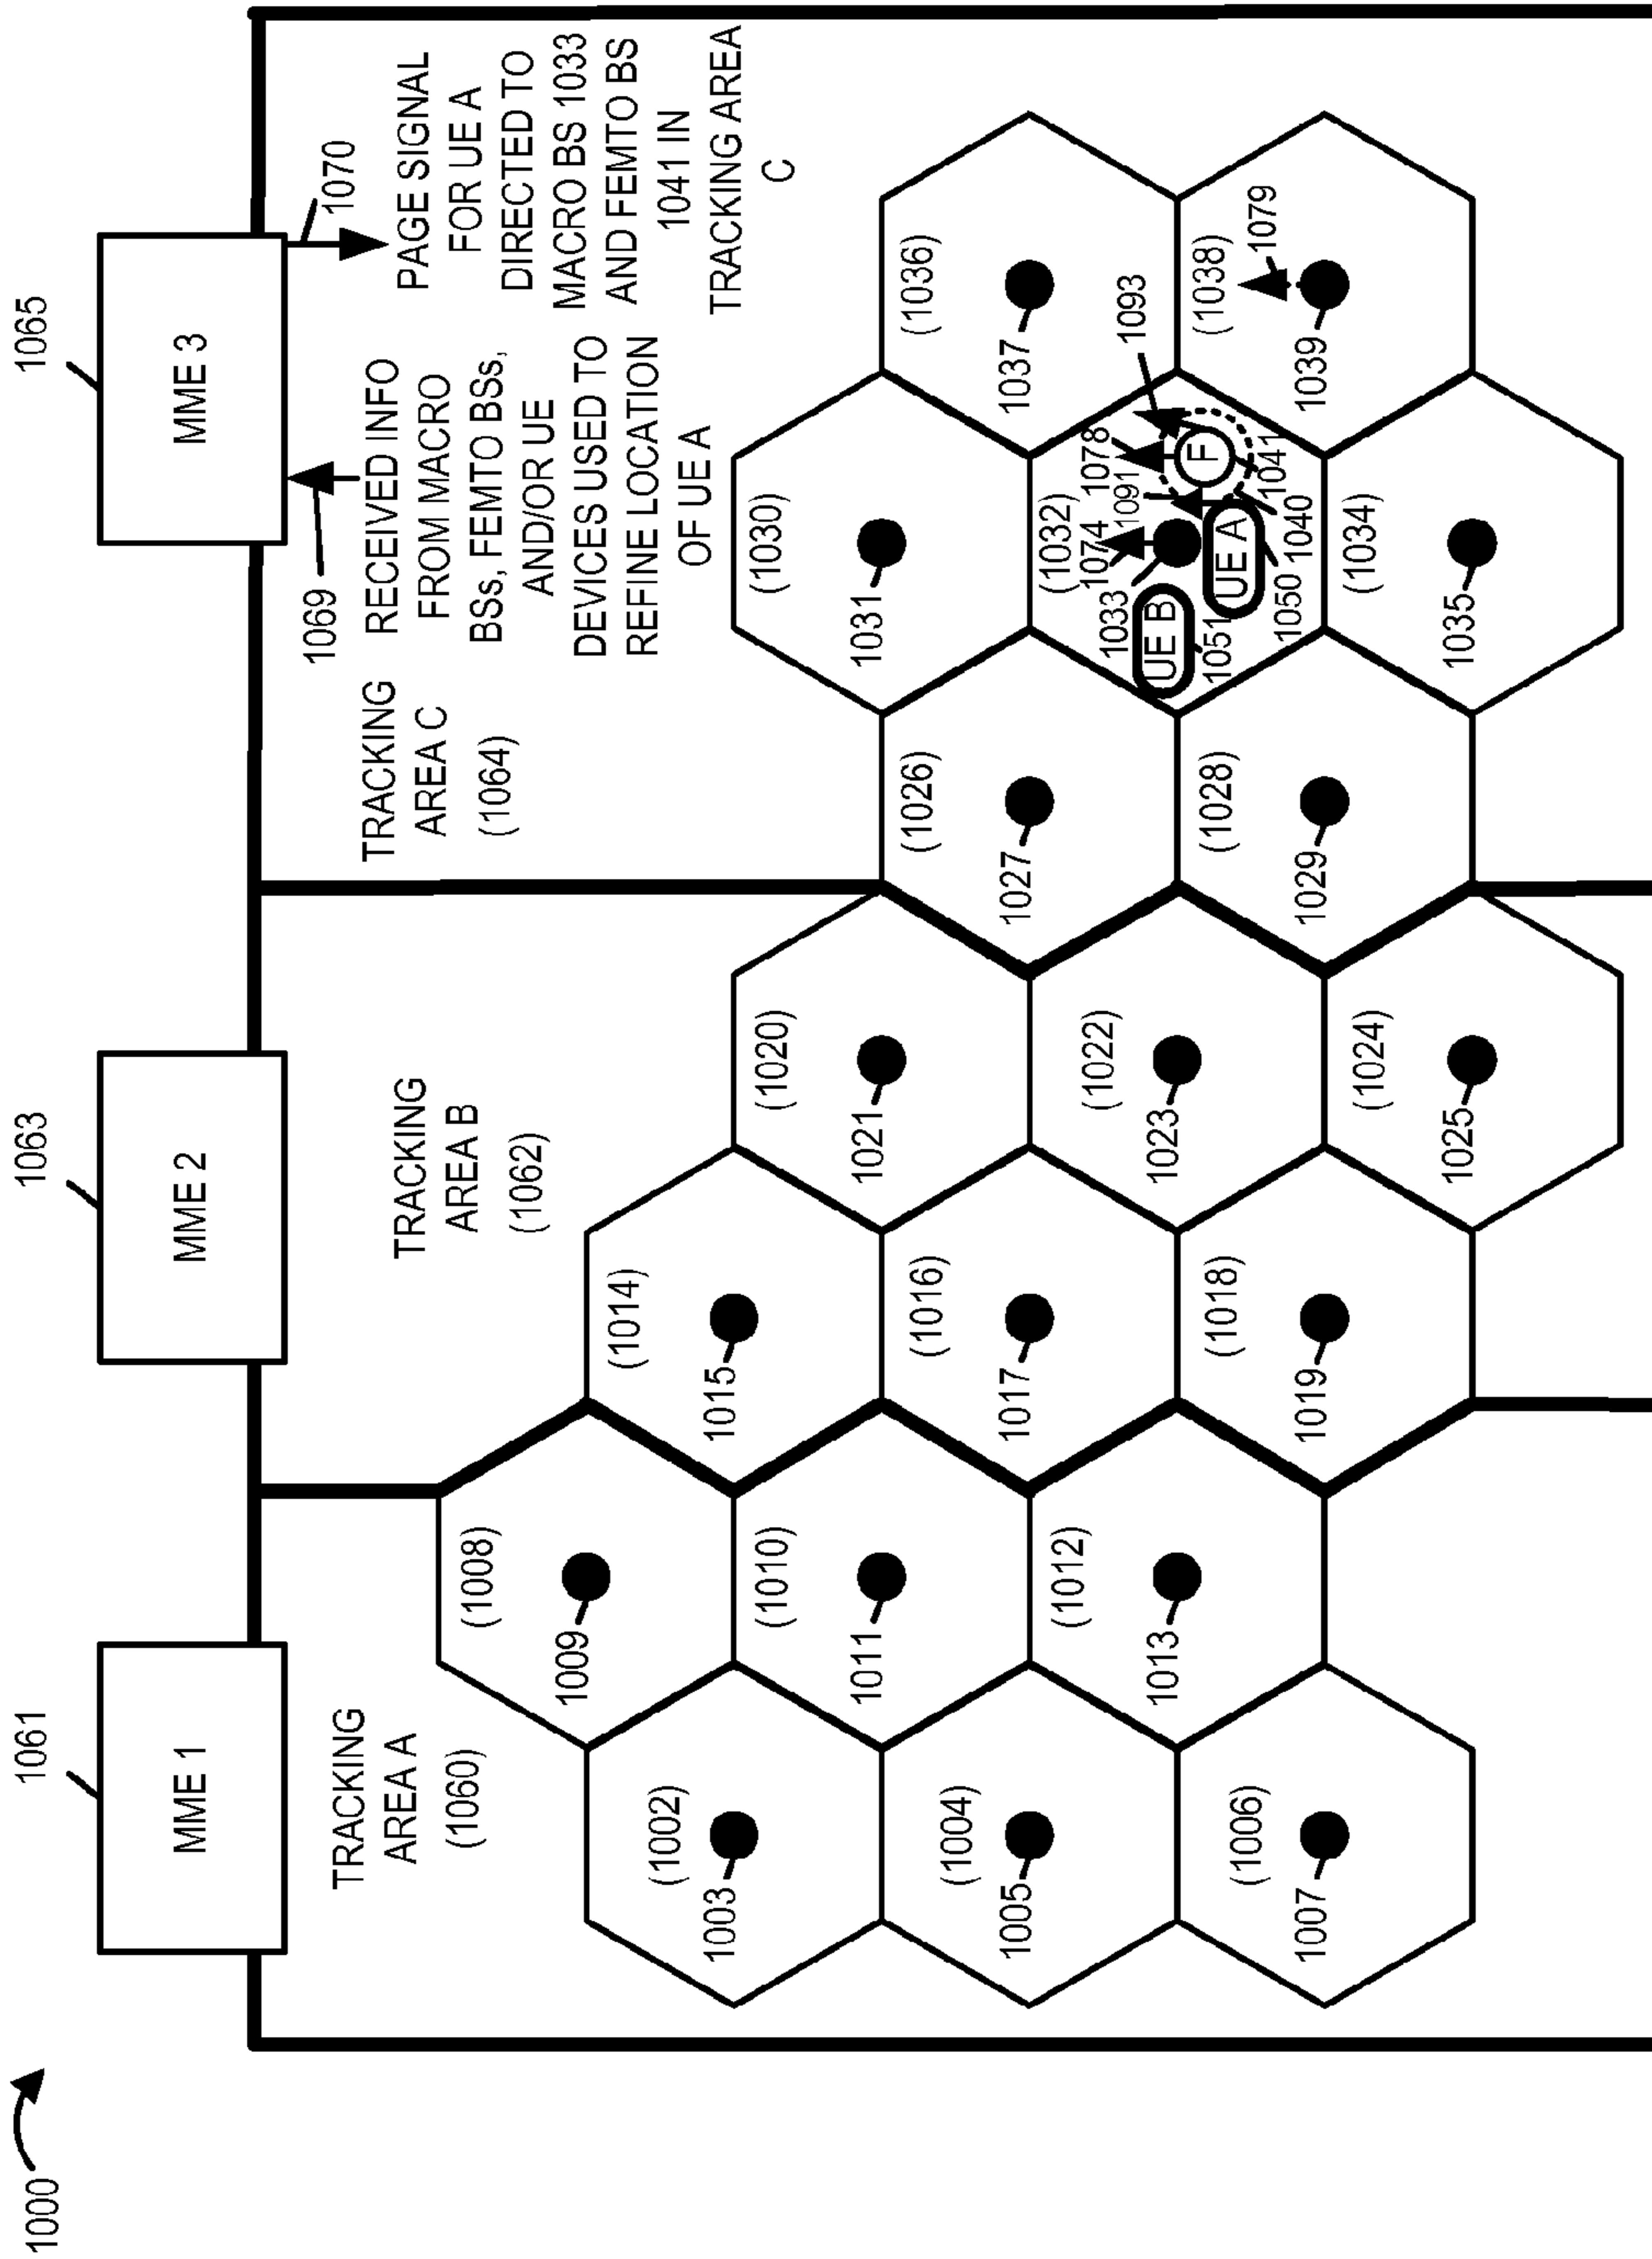 1000
1061
1063
1065
MME 1
MME 2
MME 3
1069
1070
TRACKING
AREA A
(1060)
TRACKING
AREA B
(1062)
TRACKING
AREA C
(1064)
RECEIVED INFO
FROM MACRO
BSs, FEMTO BSs,
AND/OR UE
DEVICES USED TO
REFINE LOCATION
OF UE A
PAGE SIGNAL
FOR UE A
DIRECTED TO
MACRO BS 1033
AND FEMTO BS
1041 IN
TRACKING AREA
C
(1002)
1003
(1004)
1005
(1006)
1007
(1008)
1009
(1010)
1011
(1012)
1013
(1014)
1015
(1016)
1017
(1018)
1019
(1020)
1021
(1022)
1023
(1024)
1025
(1026)
1027
(1028)
1029
(1030)
1031
(1032)
1033
1074
1091
1078
1093
UE B
1051
UE A
1050
1040
F
1041
(1034)
1035
(1036)
1037
(1038)
1039
1079